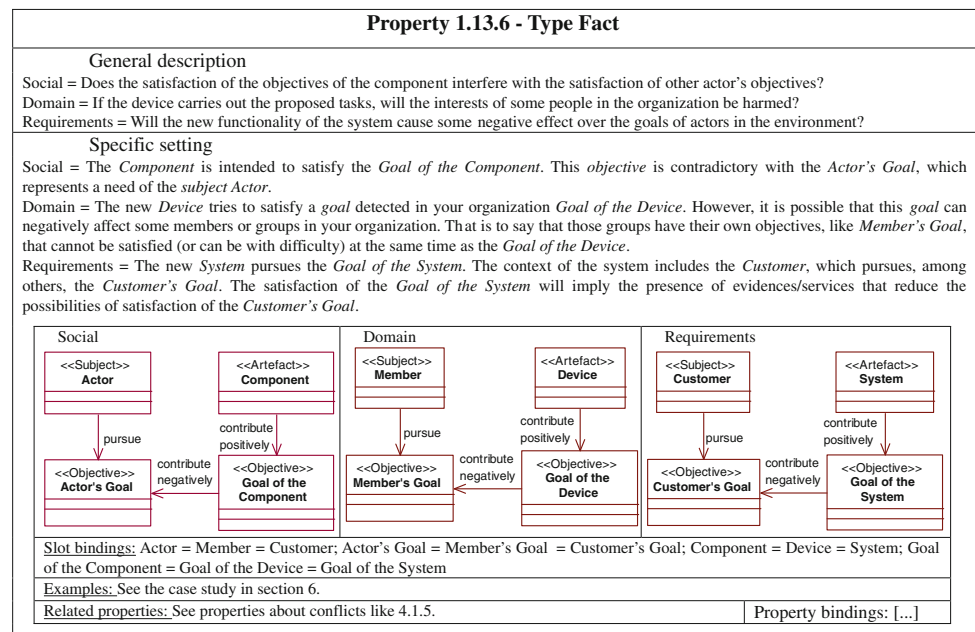 Property 1.13.6 - Type Fact
General description
Social = Does the satisfaction of the objectives of the component interfere with the satisfaction of other actor's objectives?
Domain = If the device carries out the proposed tasks, will the interests of some people in the organization be harmed?
Requirements = Will the new functionality of the system cause some negative effect over the goals of actors in the environment?
Specific setting
Social = The Component is intended to satisfy the Goal of the Component. This objective is contradictory with the Actor's Goal, which
represents a need of the subject Actor.
Domain = The new Device tries to satisfy a goal detected in your organization Goal of the Device. However, it is possible that this goal can
negatively affect some members or groups in your organization. That is to say that those groups have their own objectives, like Member's Goal,
that cannot be satisfied (or can be with difficulty) at the same time as the Goal of the Device.
Requirements = The new System pursues the Goal of the System. The context of the system includes the Customer, which pursues, among
others, the Customer's Goal. The satisfaction of the Goal of the System will imply the presence of evidences/services that reduce the
possibilities of satisfaction of the Customer's Goal.
Social
<<Subject>>
Actor
<<Artefact>>
Component
pursue
contribute
positively
<<Objective>>
Actor's Goal
contribute
negatively
<<Objective>>
Goal of the
Component
Domain
<<Subject>>
Member
<<Artefact>>
Device
pursue
contribute
positively
<<Objective>>
Member's Goal
contribute
negatively
<<Objective>>
Goal of the
Device
Requirements
<<Subject>>
Customer
<<Artefact>>
System
pursue
contribute
positively
<<Objective>>
Customer's Goal
contribute
negatively
<<Objective>>
Goal of the
System
Slot bindings: Actor = Member = Customer; Actor's Goal = Member's Goal = Customer's Goal; Component = Device = System; Goal
of the Component = Goal of the Device = Goal of the System
Examples: See the case study in section 6.
Related properties: See properties about conflicts like 4.1.5.
Property bindings: [...]